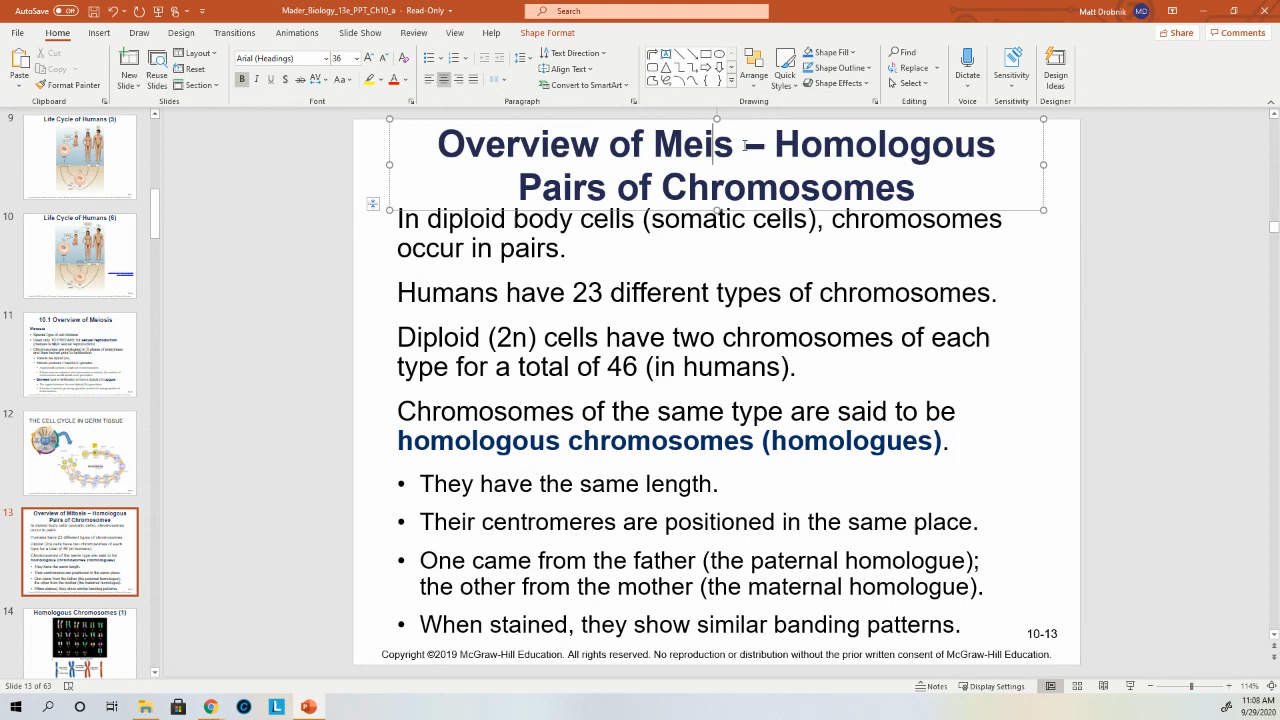 Mader_Biology_13e_PPT_Ch10_a - Read-Only
Search
Matt Drobnik
MD
File Home Insert Draw Design Transitions Animations Slide Show Review View Help Shape Format Share Comments
Paste
Cut
Copy
Format Painter
Clipboard
New Slide
Reuse Slides
Layout
Reset
Section
Slides
Arial (Headings) 36
Font
Paragraph
Text Direction
Align Text
Convert to SmartArt
Arrange
Quick Styles
Shape Fill
Shape Outline
Shape Effects
Drawing
Find
Replace
Select
Editing
Dictate
Voice
Sensitivity
Sensitivity
Design Ideas
Designer
9
Life Cycle of Humans (5)
10
Life Cycle of Humans (6)
11
10.1 Overview of Meiosis
12
THE CELL CYCLE IN GERM TISSUE
13
Overview of Mitosis – Homologous
Pairs of Chromosomes
14
Homologous Chromosomes (1)
Overview of Meis – Homologous
Pairs of Chromosomes
In diploid body cells (somatic cells), chromosomes
occur in pairs.
Humans have 23 different types of chromosomes.
Diploid (2n) cells have two chromosomes of each
type for a total of 46 (in humans).
Chromosomes of the same type are said to be
homologous chromosomes (homologues).
• They have the same length.
• Their centromeres are positioned in the same place.
• One came from the father (the paternal homologue);
the other from the mother (the maternal homologue).
• When stained, they show similar banding patterns.
10-13
Copyright ©2019 McGraw-Hill Education. All rights reserved. No reproduction or distribution without the prior written consent of McGraw-Hill Education.
Slide 13 of 63
Notes
Display Settings
114%
11:08 AM
9/29/2020